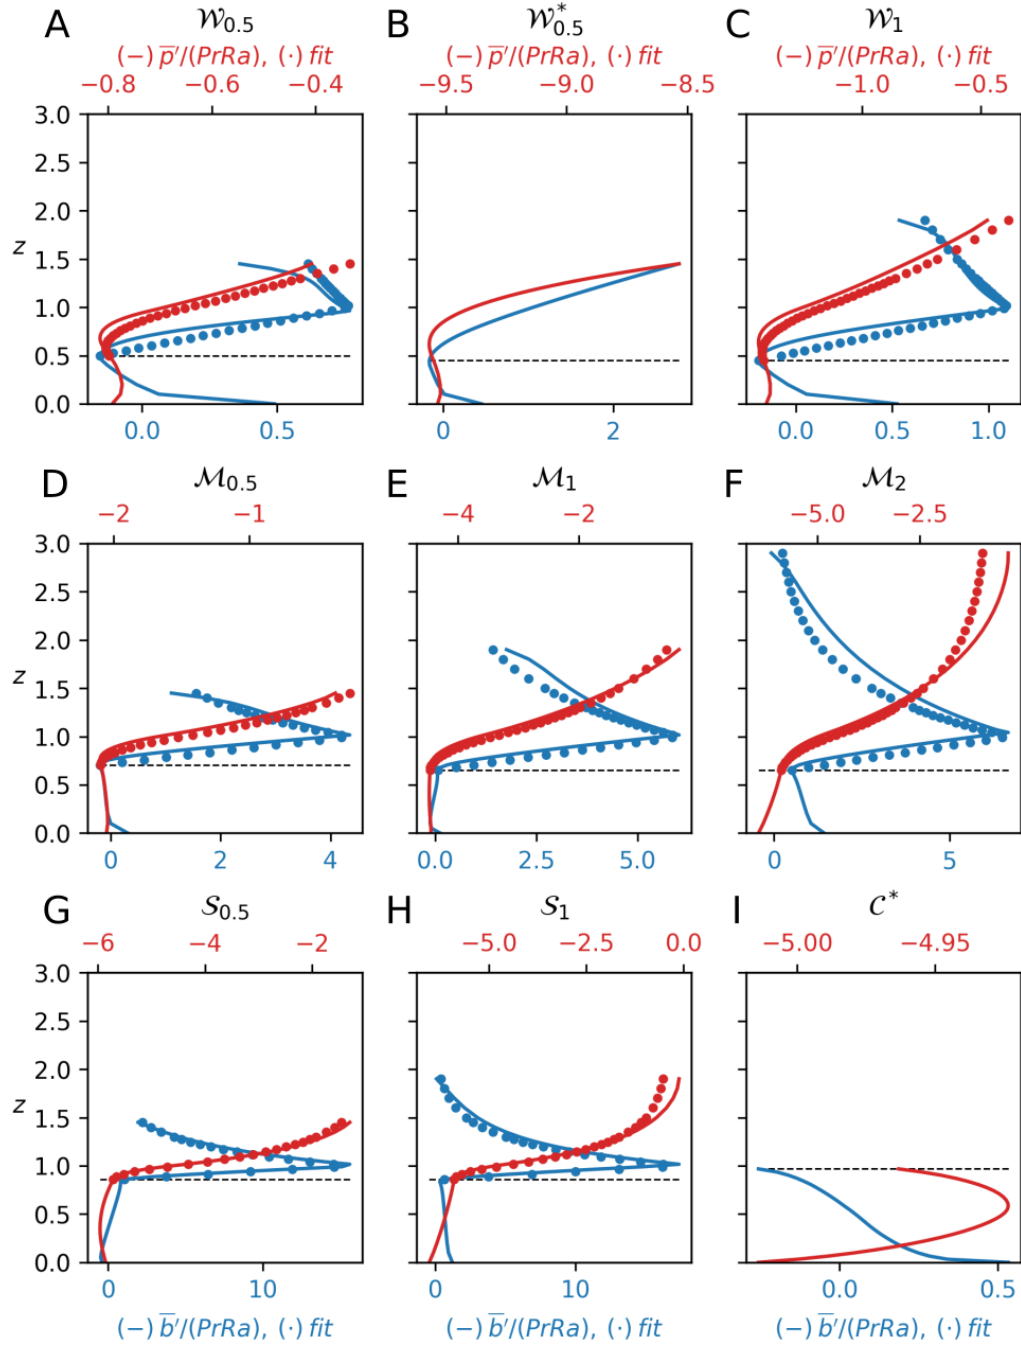 A 𝒲₀.₅ B 𝒲*₀.₅ C 𝒲₁
(−) p̅′/(PrRa), (·) fit (−) p̅′/(PrRa), (·) fit (−) p̅′/(PrRa), (·) fit
−0.8 −0.6 −0.4 −9.5 −9.0 −8.5 −1.0 −0.5
3.0
2.5
2.0
z
1.5
1.0
0.5
0.0
0.0 0.5 0 2 0.0 0.5 1.0
D ℳ₀.₅ E ℳ₁ F ℳ₂
−2 −1 −4 −2 −5.0 −2.5
3.0
2.5
2.0
z
1.5
1.0
0.5
0.0
0 2 4 0.0 2.5 5.0 0 5
G 𝒮₀.₅ H 𝒮₁ I 𝒞*
−6 −4 −2 −5.0 −2.5 0.0 −5.00 −4.95
3.0
2.5
2.0
z
1.5
1.0
0.5
0.0
0 10 0 10 0.0 0.5
(−) b̅′/(PrRa), (·) fit (−) b̅′/(PrRa), (·) fit (−) b̅′/(PrRa), (·) fit